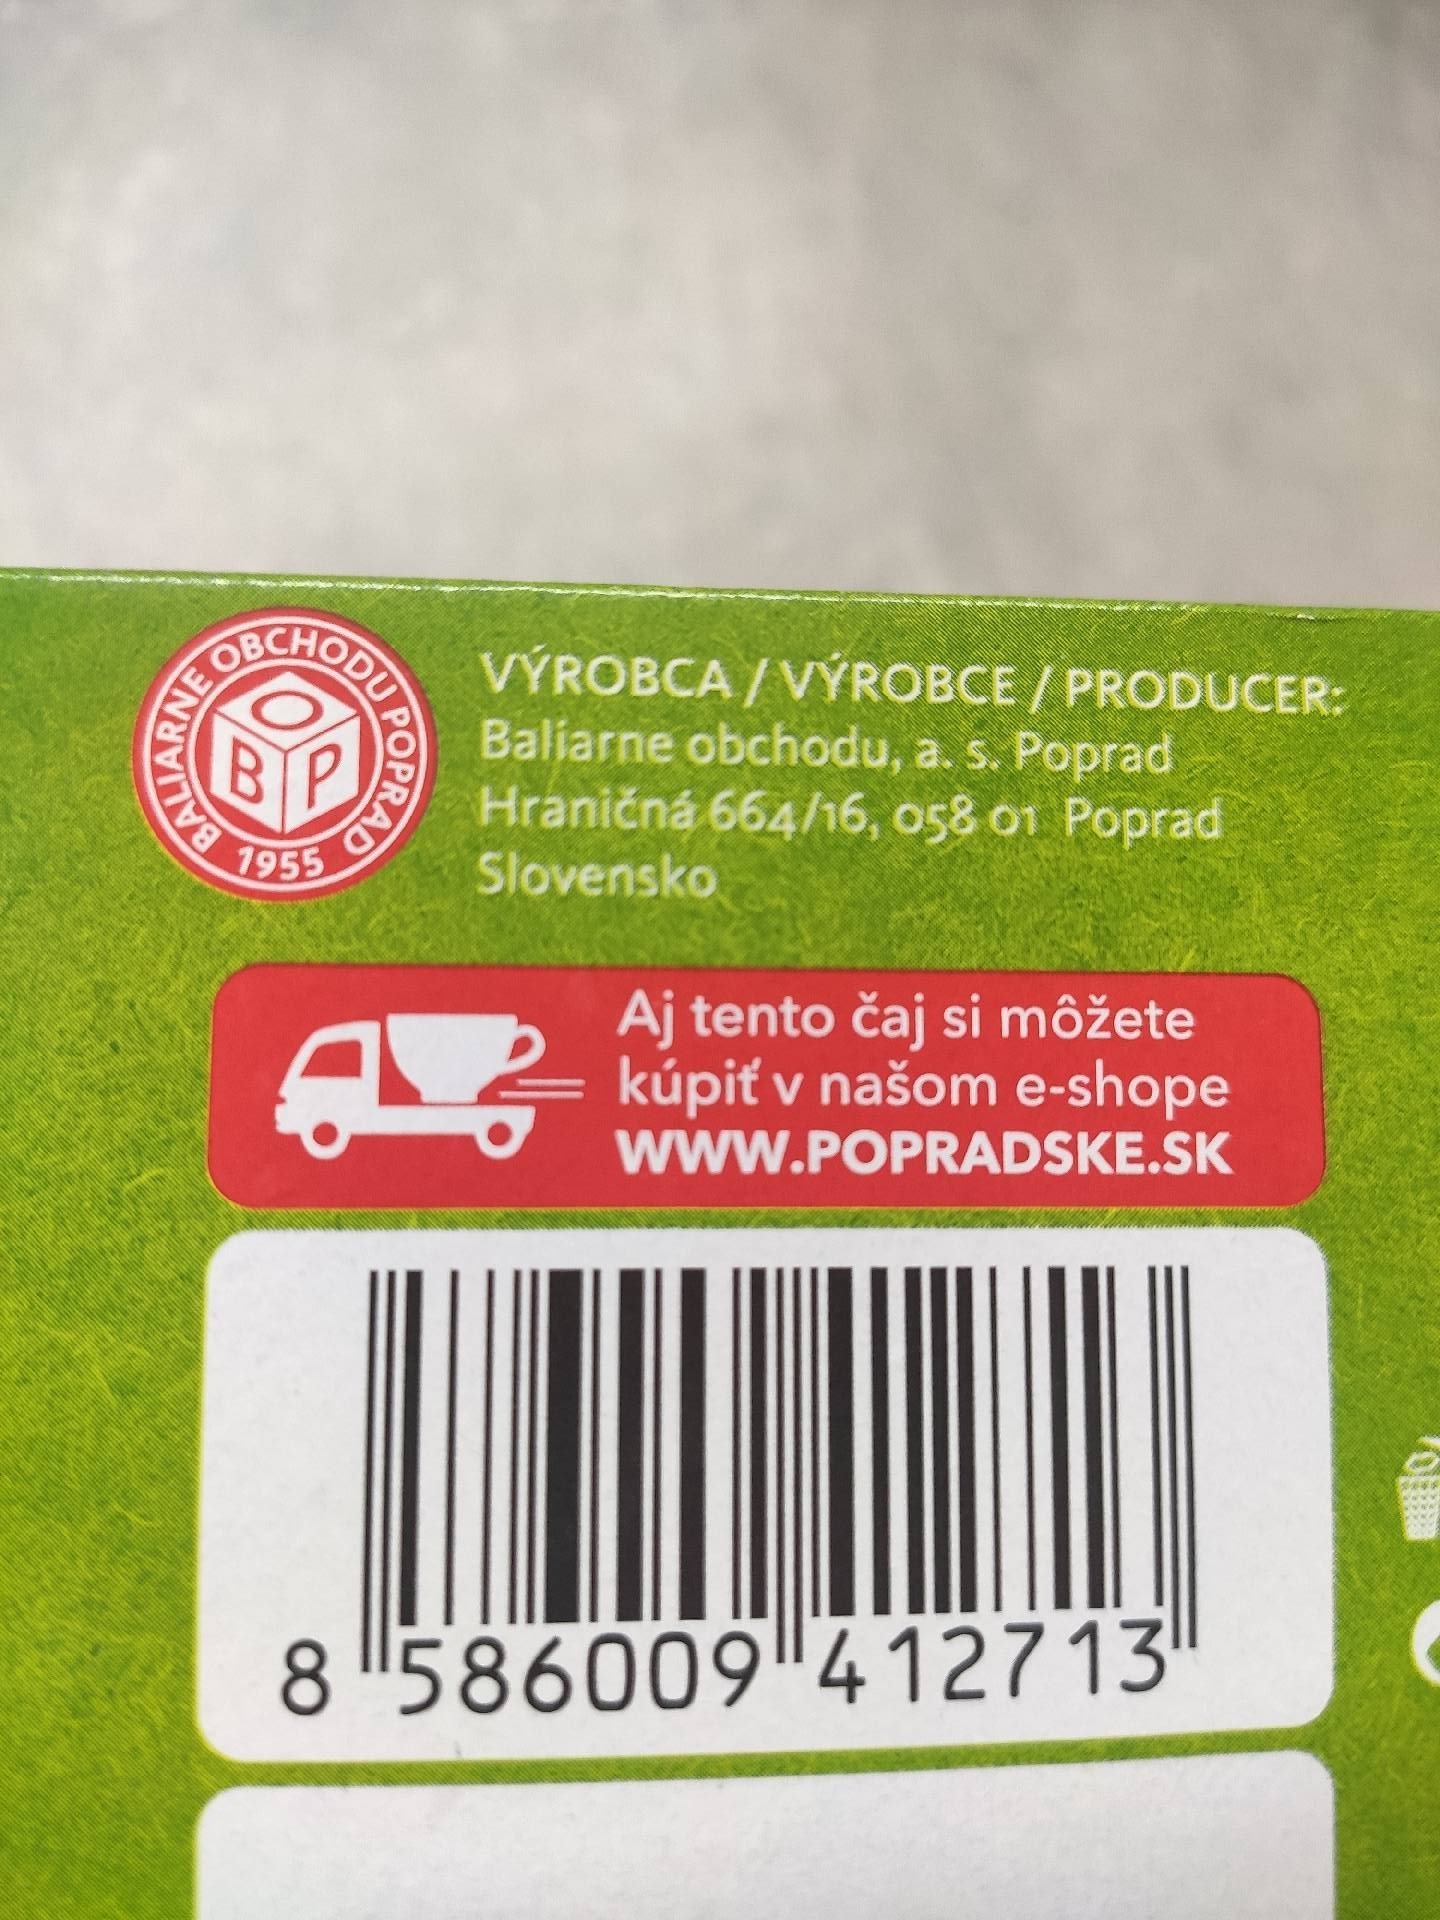 BALIARNE OBCHODU POPRAD
BOP
1955
VÝROBCA / VÝROBCE / PRODUCER:
Baliarne obchodu, a. s. Poprad
Hraničná 664/16, 058 01 Poprad
Slovensko
Aj tento čaj si môžete
kúpiť v našom e-shope
WWW.POPRADSKE.SK
8 586009 412713